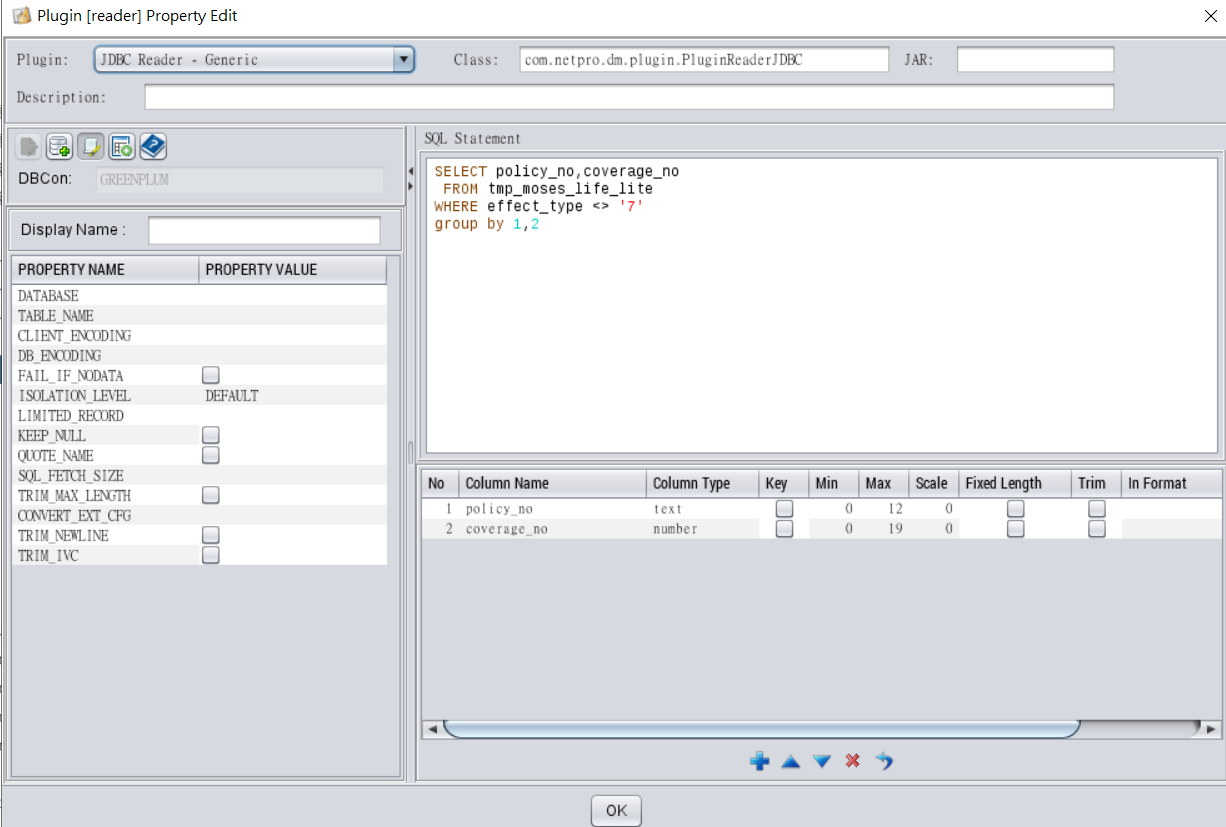 Plugin [reader] Property Edit
Plugin: JDBC Reader - Generic Class: com.netpro.dm.plugin.PluginReaderJDBC JAR:
Description:
DBCon: GREENPLUM
Display Name :
PROPERTY NAME PROPERTY VALUE
DATABASE
TABLE_NAME
CLIENT_ENCODING
DB_ENCODING
FAIL_IF_NODATA
ISOLATION_LEVEL DEFAULT
LIMITED_RECORD
KEEP_NULL
QUOTE_NAME
SQL_FETCH_SIZE
TRIM_MAX_LENGTH
CONVERT_EXT_CFG
TRIM_NEWLINE
TRIM_IVC
SQL Statement
SELECT policy_no,coverage_no
FROM tmp_moses_life_lite
WHERE effect_type <> '7'
group by 1,2
No Column Name Column Type Key Min Max Scale Fixed Length Trim In Format
1 policy_no text 0 12 0
2 coverage_no number 0 19 0
OK